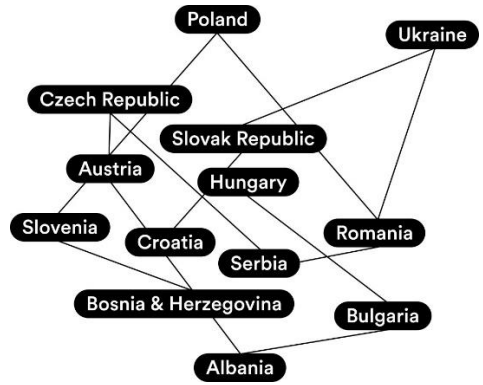 Poland
Ukraine
Czech Republic
Slovak Republic
Austria
Hungary
Slovenia
Croatia
Romania
Serbia
Bosnia & Herzegovina
Bulgaria
Albania